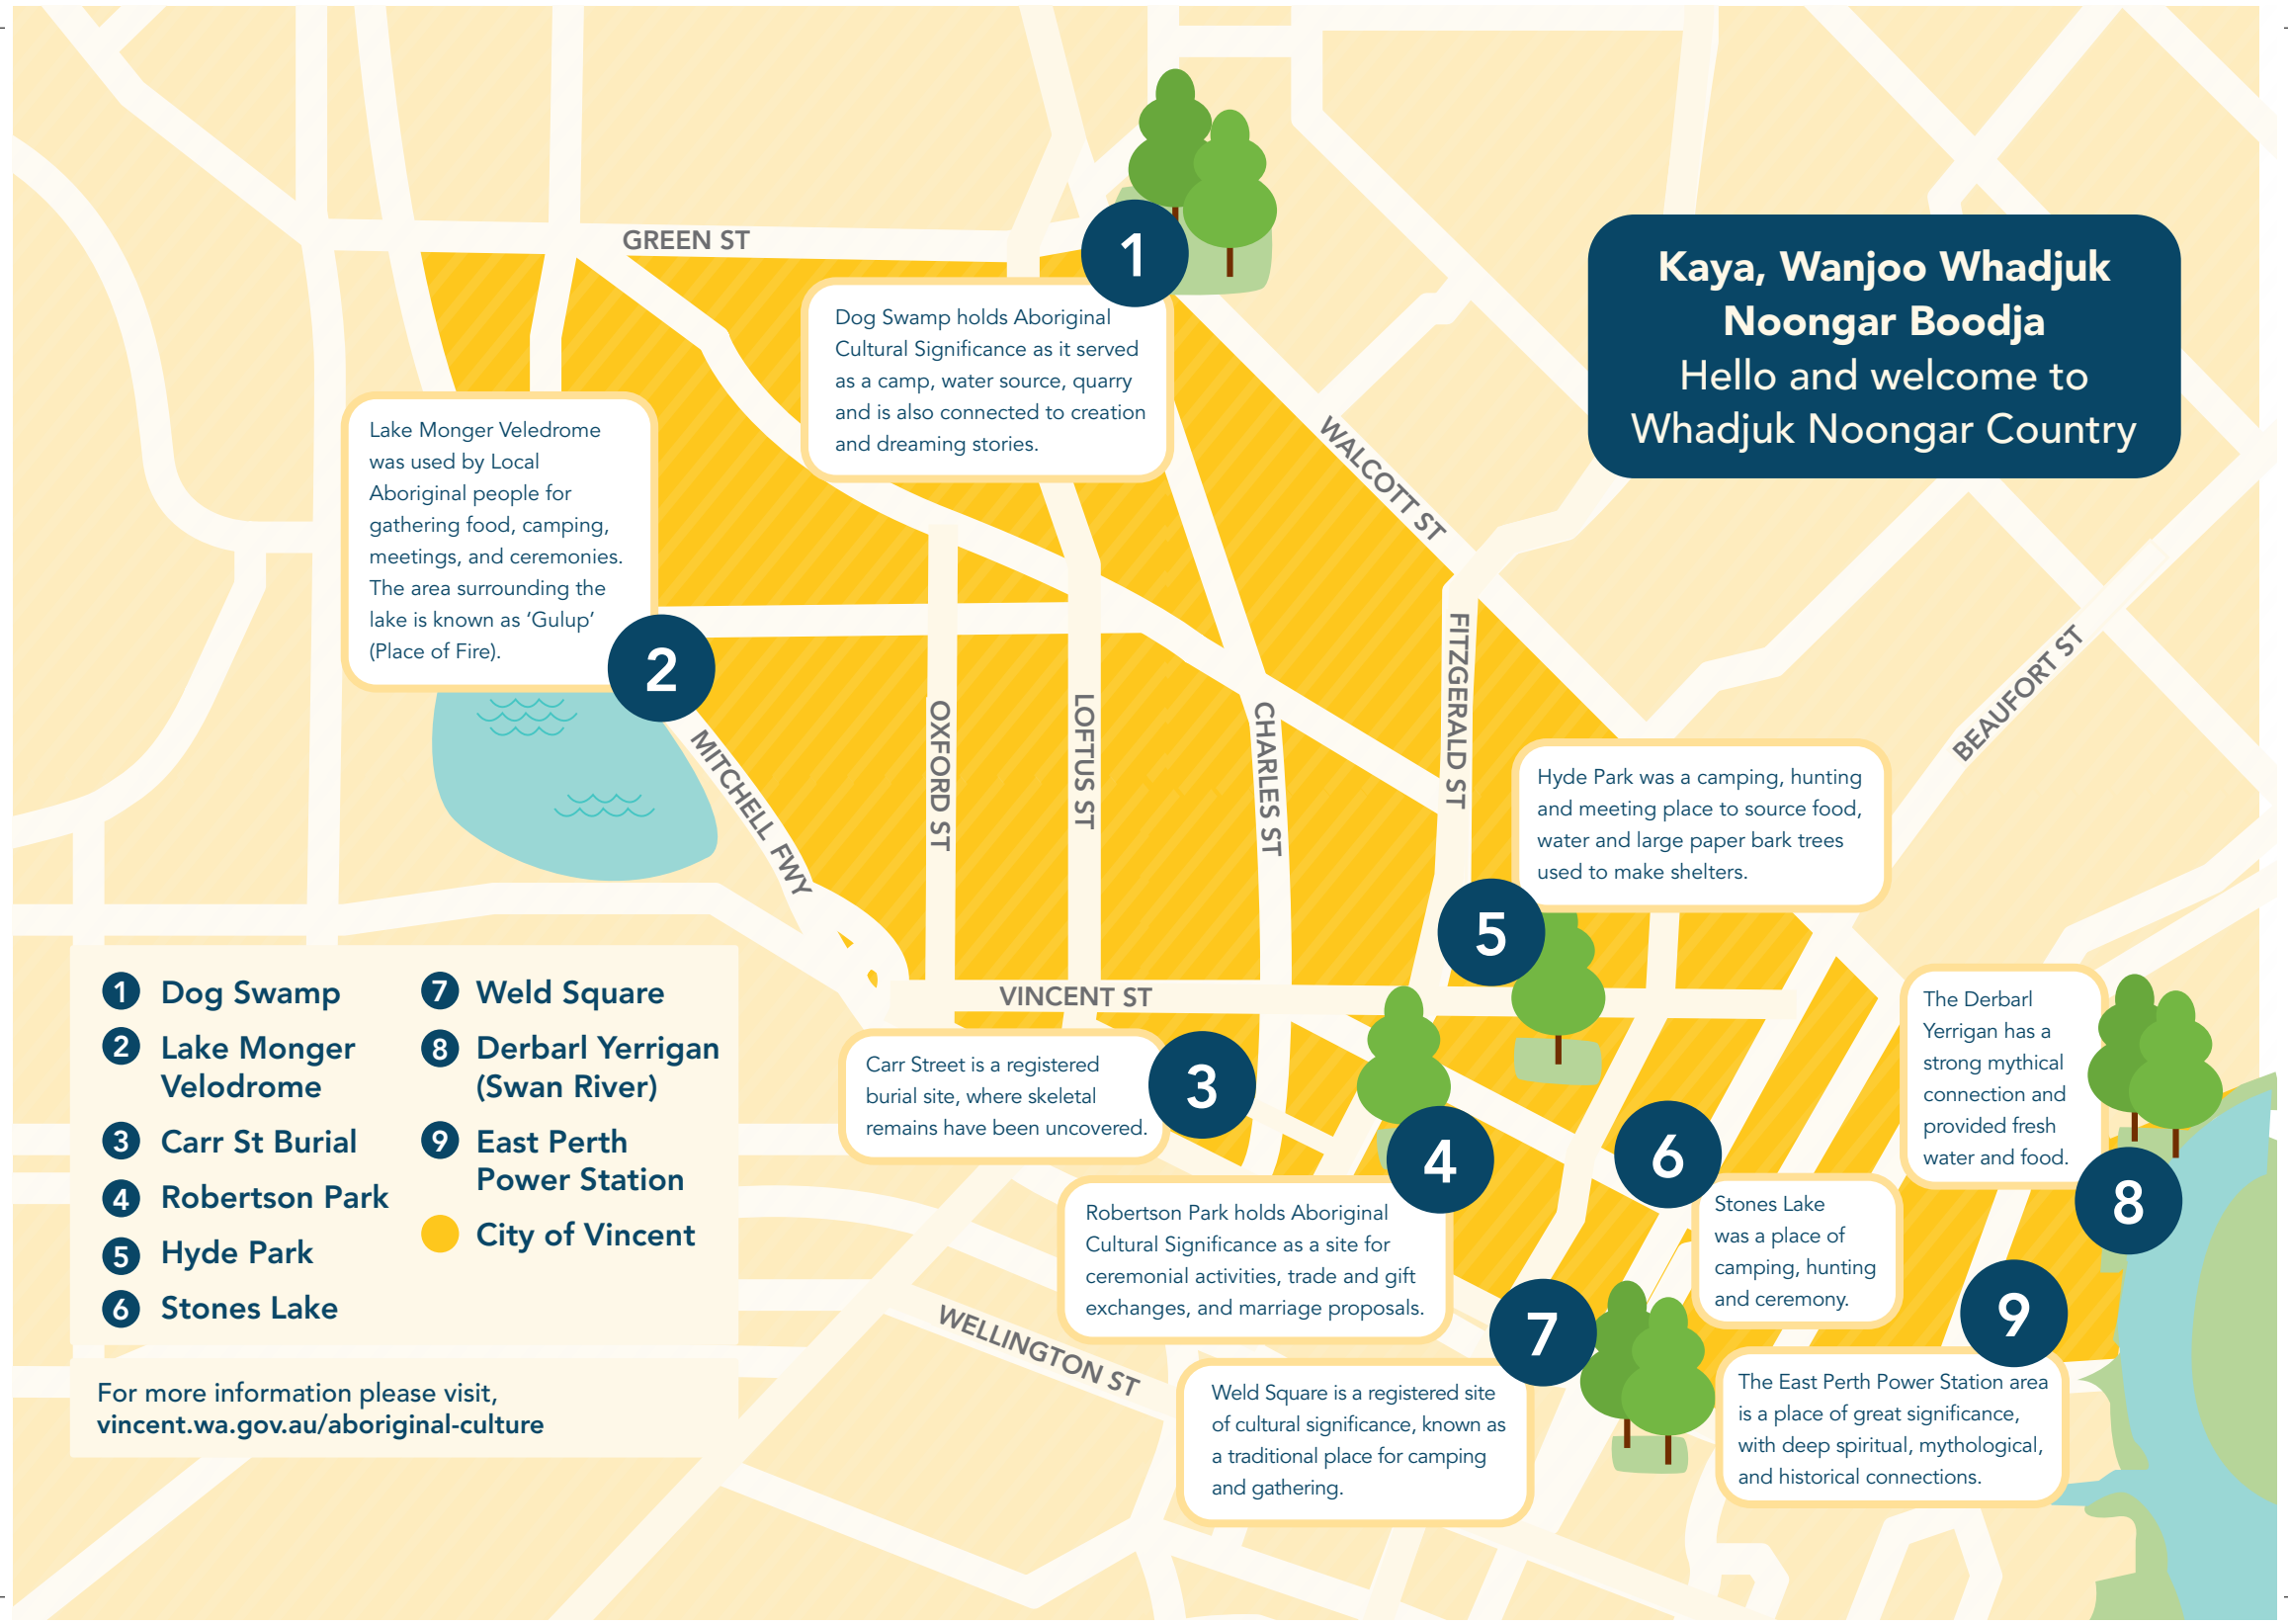 GREEN ST
1
Dog Swamp holds Aboriginal
Cultural Significance as it served
as a camp, water source, quarry
and is also connected to creation
and dreaming stories.
Kaya, Wanjoo Whadjuk
Noongar Boodja
Hello and welcome to
Whadjuk Noongar Country
Lake Monger Veledrome
was used by Local
Aboriginal people for
gathering food, camping,
meetings, and ceremonies.
The area surrounding the
lake is known as ‘Gulup’
(Place of Fire).
2
WALCOTT ST
FITZGERALD ST
BEAUFORT ST
MITCHELL FWY
OXFORD ST
LOFTUS ST
CHARLES ST
Hyde Park was a camping, hunting
and meeting place to source food,
water and large paper bark trees
used to make shelters.
5
VINCENT ST
Carr Street is a registered
burial site, where skeletal
remains have been uncovered.
3
4
Robertson Park holds Aboriginal
Cultural Significance as a site for
ceremonial activities, trade and gift
exchanges, and marriage proposals.
6
Stones Lake
was a place of
camping, hunting
and ceremony.
The Derbarl
Yerrigan has a
strong mythical
connection and
provided fresh
water and food.
8
9
The East Perth Power Station area
is a place of great significance,
with deep spiritual, mythological,
and historical connections.
7
Weld Square is a registered site
of cultural significance, known as
a traditional place for camping
and gathering.
WELLINGTON ST
1 Dog Swamp
2 Lake Monger
Velodrome
3 Carr St Burial
4 Robertson Park
5 Hyde Park
6 Stones Lake
7 Weld Square
8 Derbarl Yerrigan
(Swan River)
9 East Perth
Power Station
City of Vincent
For more information please visit,
vincent.wa.gov.au/aboriginal-culture